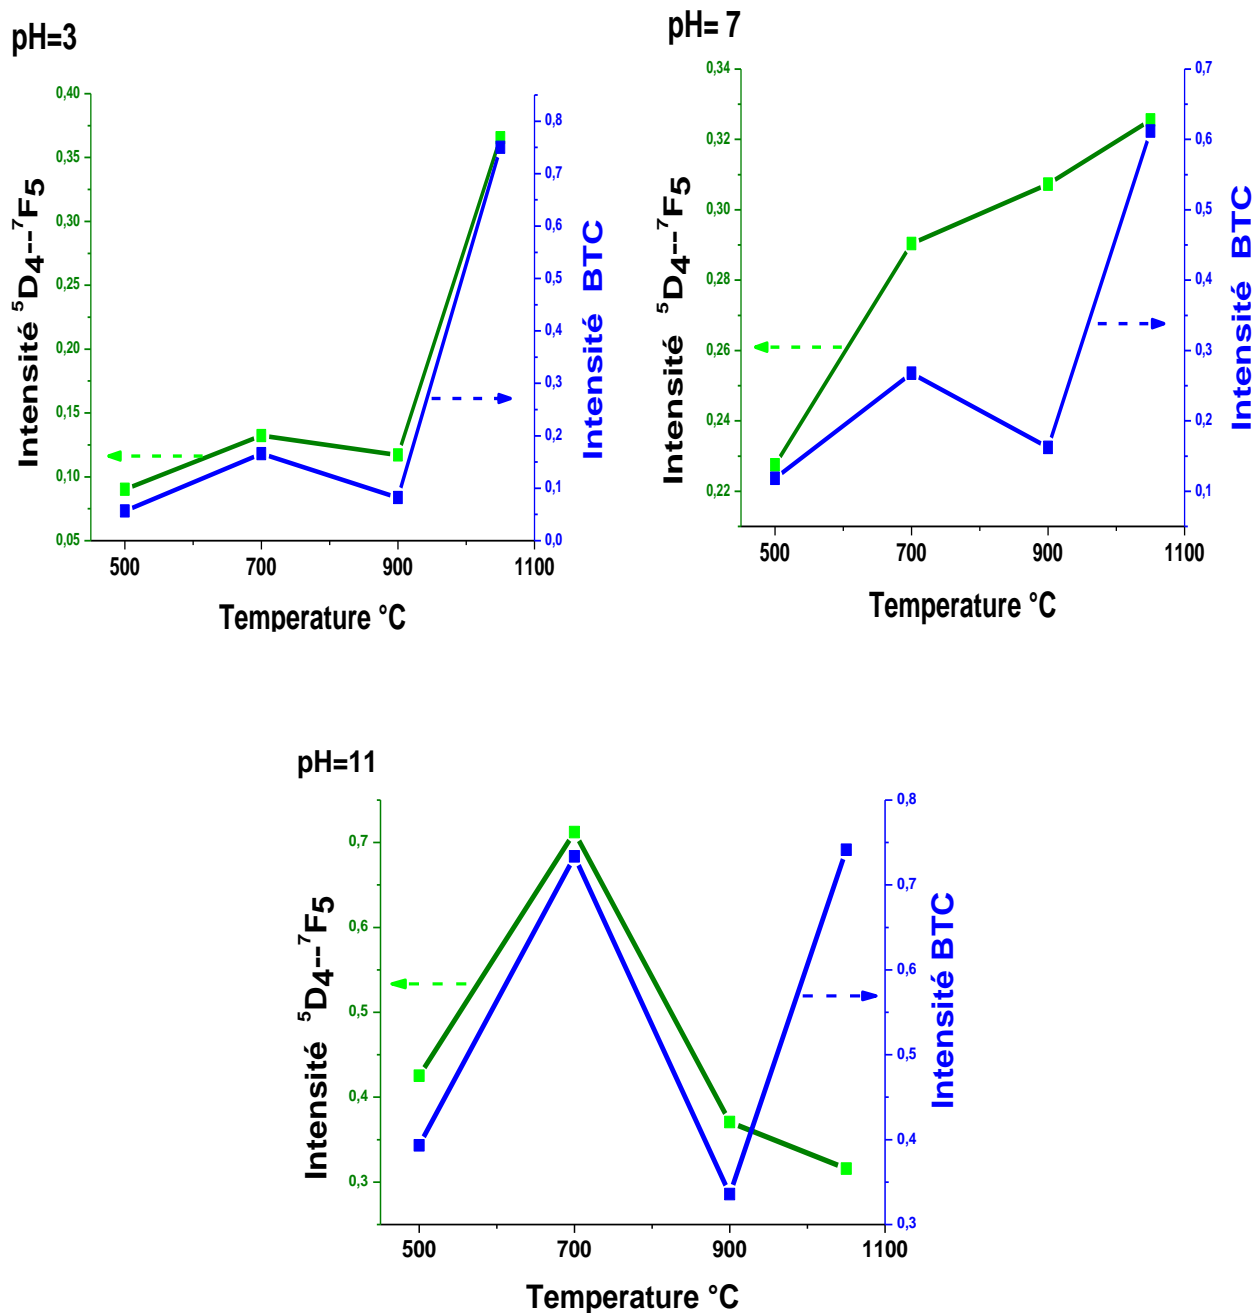 pH=3
0,40
0,35
0,30
0,25
0,20
0,15
0,10
0,05
Intensité ⁵D₄--⁷F₅
0,8
0,7
0,6
0,5
0,4
0,3
0,2
0,1
0,0
Intensité BTC
500 700 900 1100
Temperature °C
pH= 7
0,34
0,32
0,30
0,28
0,26
0,24
0,22
Intensité ⁵D₄--⁷F₅
0,7
0,6
0,5
0,4
0,3
0,2
0,1
Intensité BTC
500 700 900 1100
Temperature °C
pH=11
0,7
0,6
0,5
0,4
0,3
Intensité ⁵D₄--⁷F₅
0,8
0,7
0,6
0,5
0,4
0,3
Intensité BTC
500 700 900 1100
Temperature °C